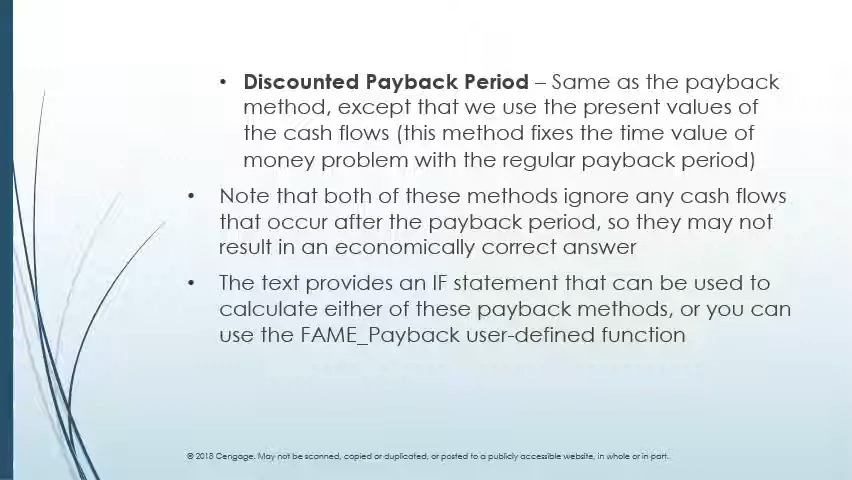 • Discounted Payback Period – Same as the payback
method, except that we use the present values of
the cash flows (this method fixes the time value of
money problem with the regular payback period)
• Note that both of these methods ignore any cash flows
that occur after the payback period, so they may not
result in an economically correct answer
• The text provides an IF statement that can be used to
calculate either of these payback methods, or you can
use the FAME_Payback user-defined function
© 2018 Cengage. May not be scanned, copied or duplicated, or posted to a publicly accessible website, in whole or in part.